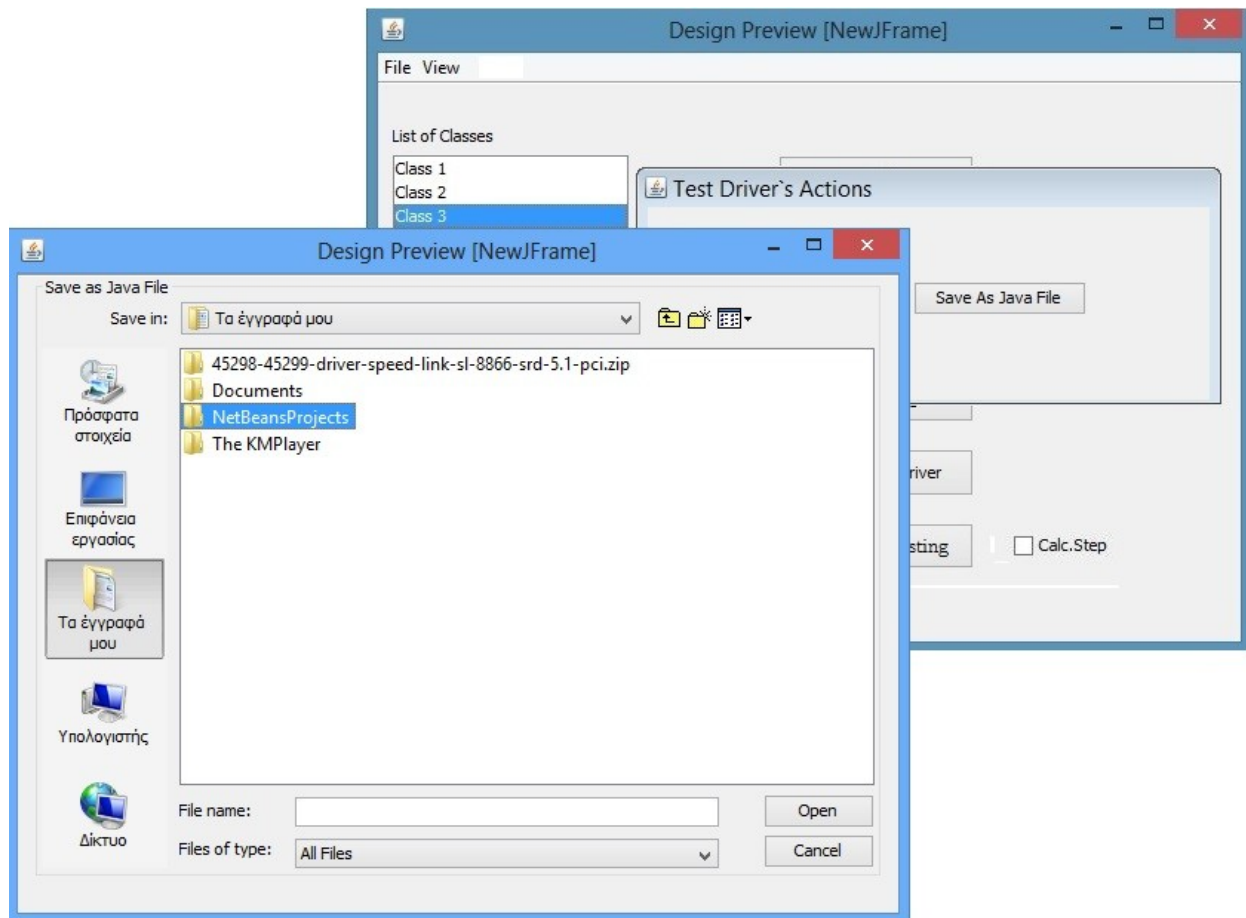 Design Preview [NewJFrame]
File View
List of Classes
Class 1
Class 2
Class 3
Test Driver`s Actions
Save As Java File
Calc.Step
Design Preview [NewJFrame]
Save as Java File
Save in:
Τα έγγραφά μου
45298-45299-driver-speed-link-sl-8866-srd-5.1-pci.zip
Documents
NetBeansProjects
The KMPlayer
Πρόσφατα
στοιχεία
Επιφάνεια
εργασίας
Τα έγγραφά
μου
Υπολογιστής
Δίκτυο
File name:
Open
Files of type:
All Files
Cancel